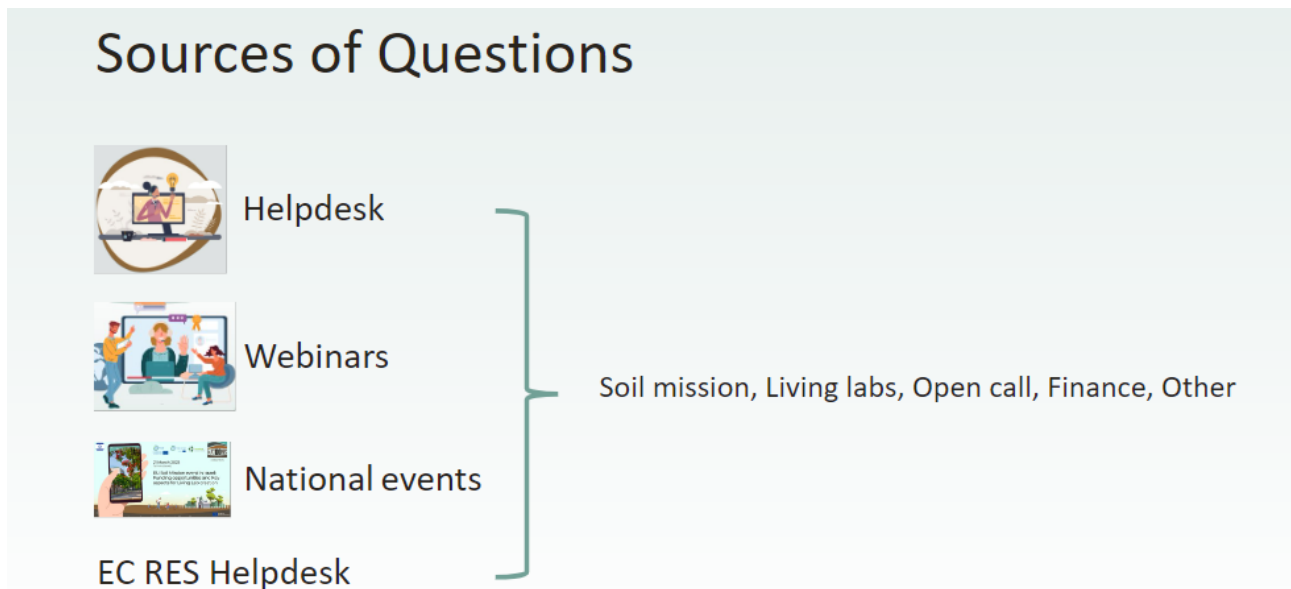 Sources of Questions
Helpdesk
Webinars
Soil mission, Living labs, Open call, Finance, Other
National events
EC RES Helpdesk